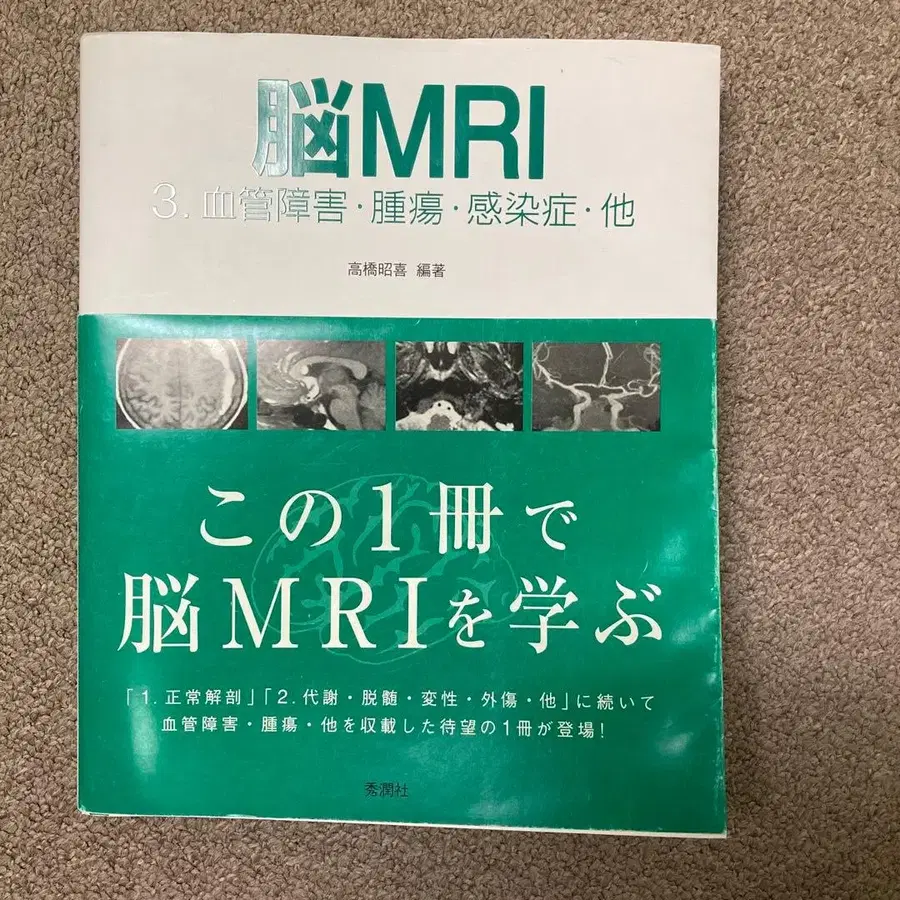 脳MRI
3. 血管障害・腫瘍・感染症・他
高橋昭喜 編著
この1冊で
脳MRIを学ぶ
「1. 正常解剖」「2. 代謝・脱髄・変性・外傷・他」に続いて
血管障害・腫瘍・他を収載した待望の1冊が登場！
秀潤社